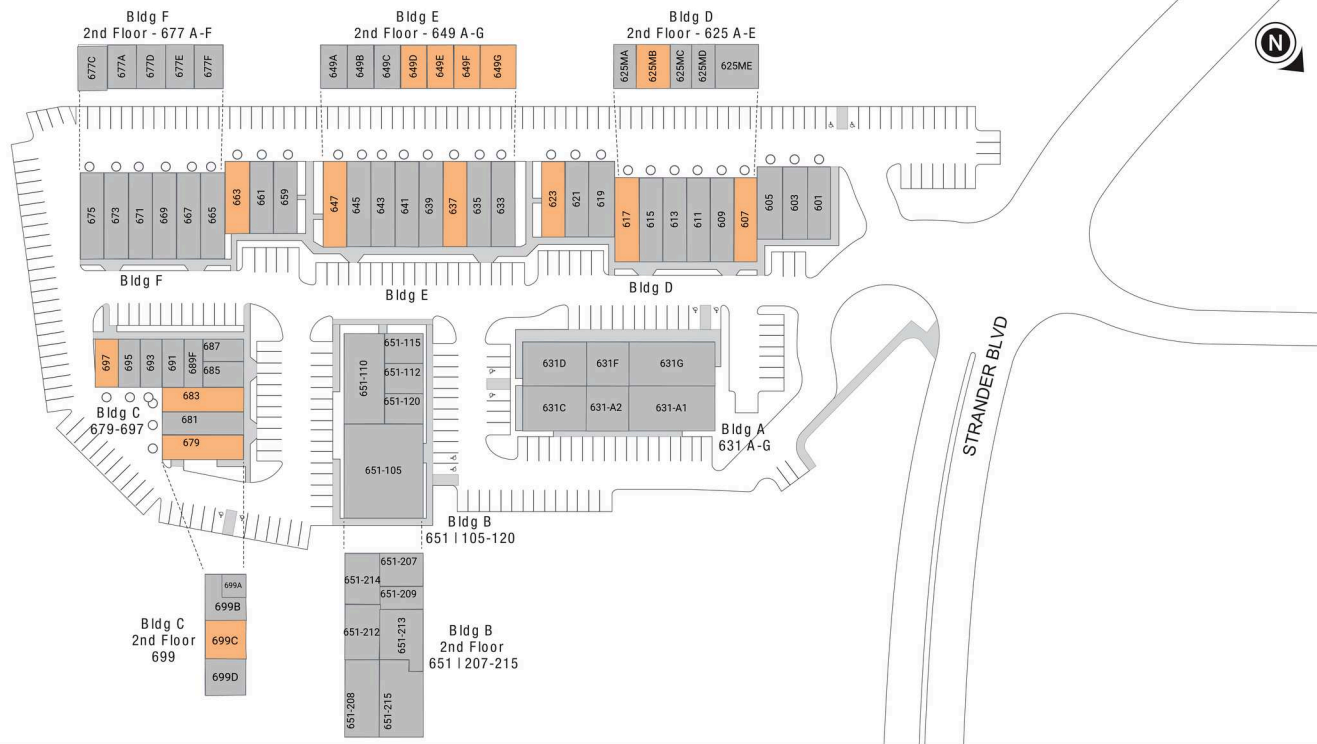 Bldg F
2nd Floor - 677 A-F
Bldg E
2nd Floor - 649 A-G
Bldg D
2nd Floor - 625 A-E
N
677C
677A
677D
677E
677F
649A
649B
649C
649D
649E
649F
649G
625MA
625MB
625MC
625MD
625ME
675
673
671
669
667
665
663
661
659
647
645
643
641
639
637
635
633
623
621
619
617
615
613
611
609
607
605
603
601
Bldg F
Bldg E
Bldg D
697
695
693
691
689F
687
685
683
681
679
Bldg C
679-697
651-110
651-115
651-112
651-120
651-105
Bldg B
651 | 105-120
631D
631F
631G
631C
631-A2
631-A1
Bldg A
631 A-G
STRANDER BLVD
699A
699B
699C
699D
Bldg C
2nd Floor
699
651-214
651-207
651-209
651-212
651-213
651-208
651-215
Bldg B
2nd Floor
651 | 207-215